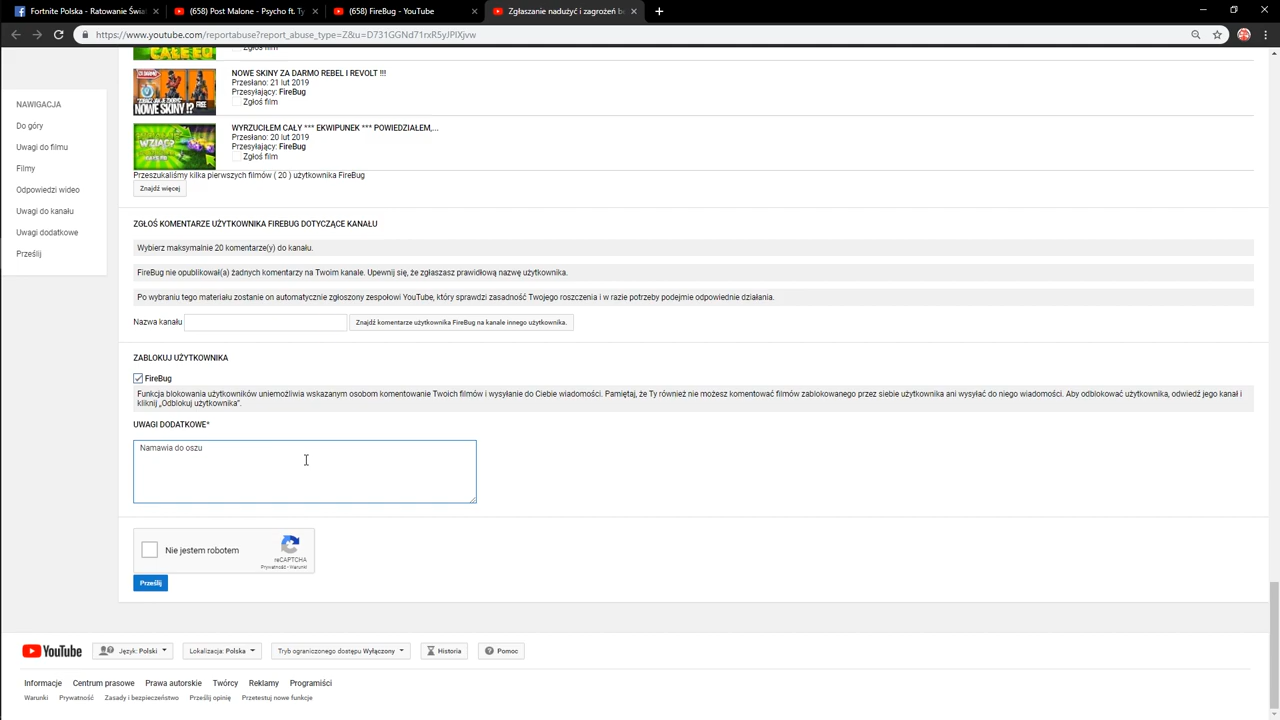 Fortnite Polska - Ratowanie Świat
(658) Post Malone - Psycho ft. Ty
(658) FireBug - YouTube
Zgłaszanie nadużyć i zagrożeń bo
https://www.youtube.com/reportabuse?report_abuse_type=Z&u=D731GGNd71rxR5yJPIXjvw
Zgłoś film
CAŁE EQ
NOWE SKINY ZA DARMO REBEL I REVOLT !!!
Przesłano: 21 lut 2019
Przesyłający: FireBug
Zgłoś film
NOWE SKINY !?
FREE
WYRZUCIŁEM CAŁY *** EKWIPUNEK *** POWIEDZIAŁEM,...
Przesłano: 20 lut 2019
Przesyłający: FireBug
Zgłoś film
WZIĄĆ?
Przeszukaliśmy kilka pierwszych filmów ( 20 ) użytkownika FireBug
Znajdź więcej
NAWIGACJA
Do góry
Uwagi do filmu
Filmy
Odpowiedzi wideo
Uwagi do kanału
Uwagi dodatkowe
Prześlij
ZGŁOŚ KOMENTARZE UŻYTKOWNIKA FIREBUG DOTYCZĄCE KANAŁU
Wybierz maksymalnie 20 komentarze(y) do kanału.
FireBug nie opublikował(a) żadnych komentarzy na Twoim kanale. Upewnij się, że zgłaszasz prawidłową nazwę użytkownika.
Po wybraniu tego materiału zostanie on automatycznie zgłoszony zespołowi YouTube, który sprawdzi zasadność Twojego roszczenia i w razie potrzeby podejmie odpowiednie działania.
Nazwa kanału
Znajdź komentarze użytkownika FireBug na kanale innego użytkownika.
ZABLOKUJ UŻYTKOWNIKA
FireBug
Funkcja blokowania użytkowników uniemożliwia wskazanym osobom komentowanie Twoich filmów i wysyłanie do Ciebie wiadomości. Pamiętaj, że Ty również nie możesz komentować filmów zablokowanego przez siebie użytkownika ani wysyłać do niego wiadomości. Aby odblokować użytkownika, odwiedź jego kanał i
kliknij „Odblokuj użytkownika”.
UWAGI DODATKOWE*
Namawia do oszu
Nie jestem robotem
reCAPTCHA
Prywatność - Warunki
Prześlij
YouTube
Język: Polski
Lokalizacja: Polska
Tryb ograniczonego dostępu Wyłączony
Historia
Pomoc
Informacje
Centrum prasowe
Prawa autorskie
Twórcy
Reklamy
Programiści
Warunki
Prywatność
Zasady i bezpieczeństwo
Prześlij opinię
Przetestuj nowe funkcje